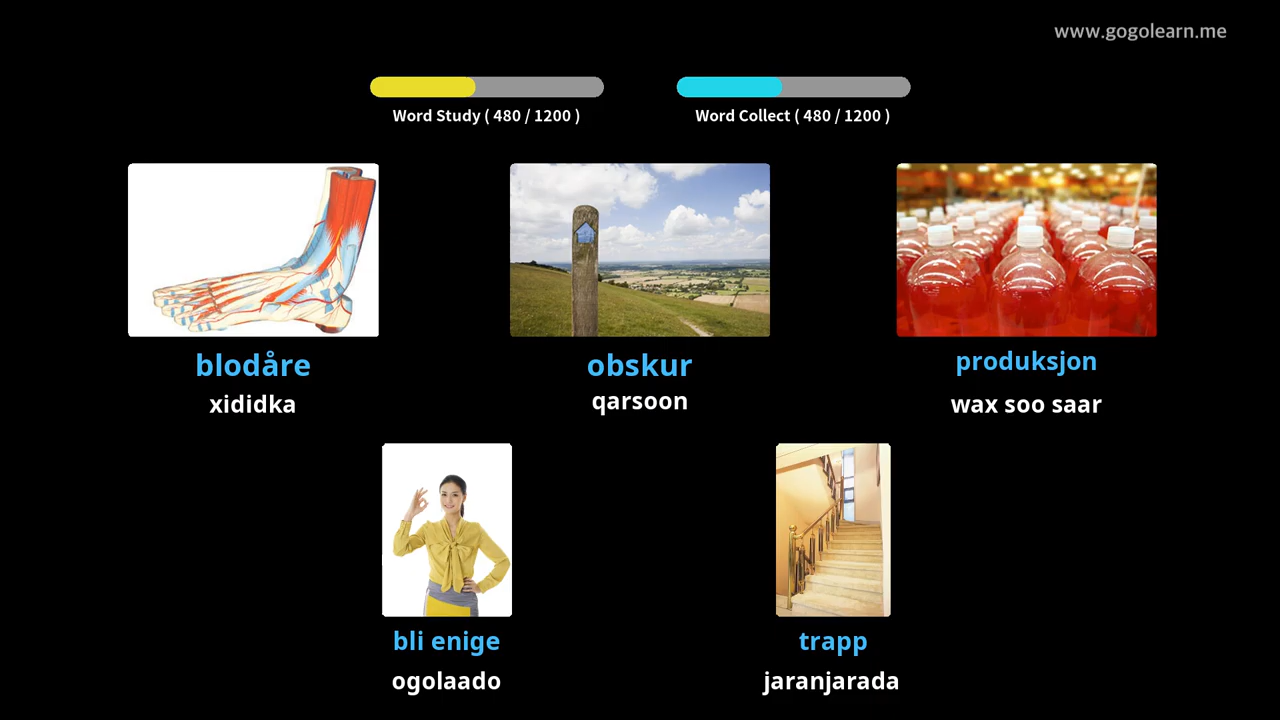 www.gogolearn.me
Word Study ( 480 / 1200 )
Word Collect ( 480 / 1200 )
blodåre
xididka
obskur
qarsoon
produksjon
wax soo saar
bli enige
ogolaado
trapp
jaranjarada